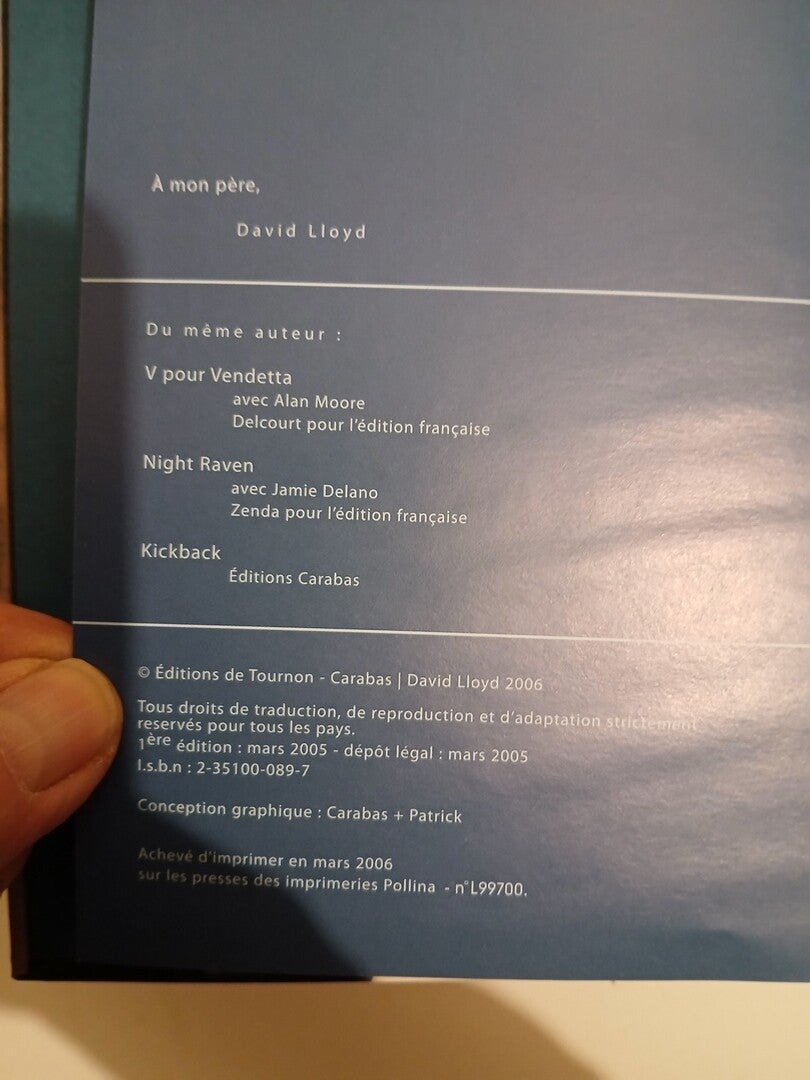 À mon père,
David Lloyd
Du même auteur :
V pour Vendetta
avec Alan Moore
Delcourt pour l'édition française
Night Raven
avec Jamie Delano
Zenda pour l'édition française
Kickback
Éditions Carabas
© Éditions de Tournon - Carabas | David Lloyd 2006
Tous droits de traduction, de reproduction et d'adaptation strictement
reservés pour tous les pays.
1ère édition : mars 2005 - dépôt légal : mars 2005
I.s.b.n : 2-35100-089-7
Conception graphique : Carabas + Patrick
Achevé d'imprimer en mars 2006
sur les presses des imprimeries Pollina - n°L99700.